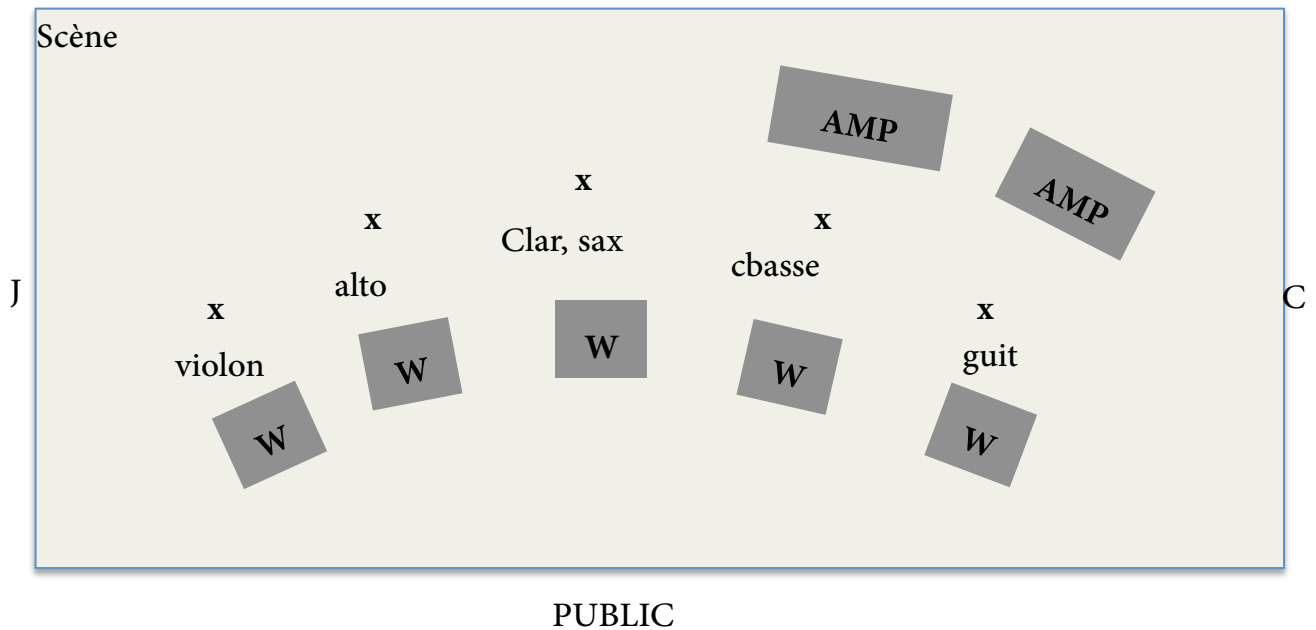 Scène
AMP
AMP
x
x
x
Clar, sax
cbasse
alto
J
C
x
x
violon
guit
W
W
W
W
W
PUBLIC